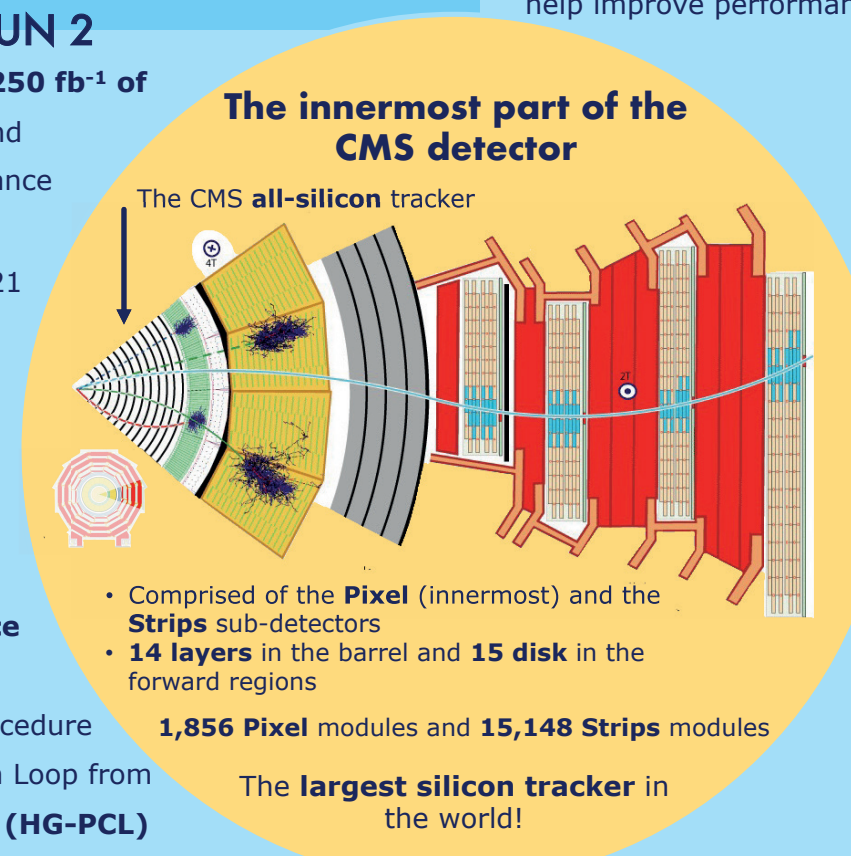 help improve performan
UN 2
250 fb-1 of
nd
ance
21
The innermost part of the
CMS detector
The CMS all-silicon tracker
4T
2T
• Comprised of the Pixel (innermost) and the
Strips sub-detectors
• 14 layers in the barrel and 15 disk in the
forward regions
1,856 Pixel modules and 15,148 Strips modules
The largest silicon tracker in
the world!
te
ocedure
n Loop from
(HG-PCL)